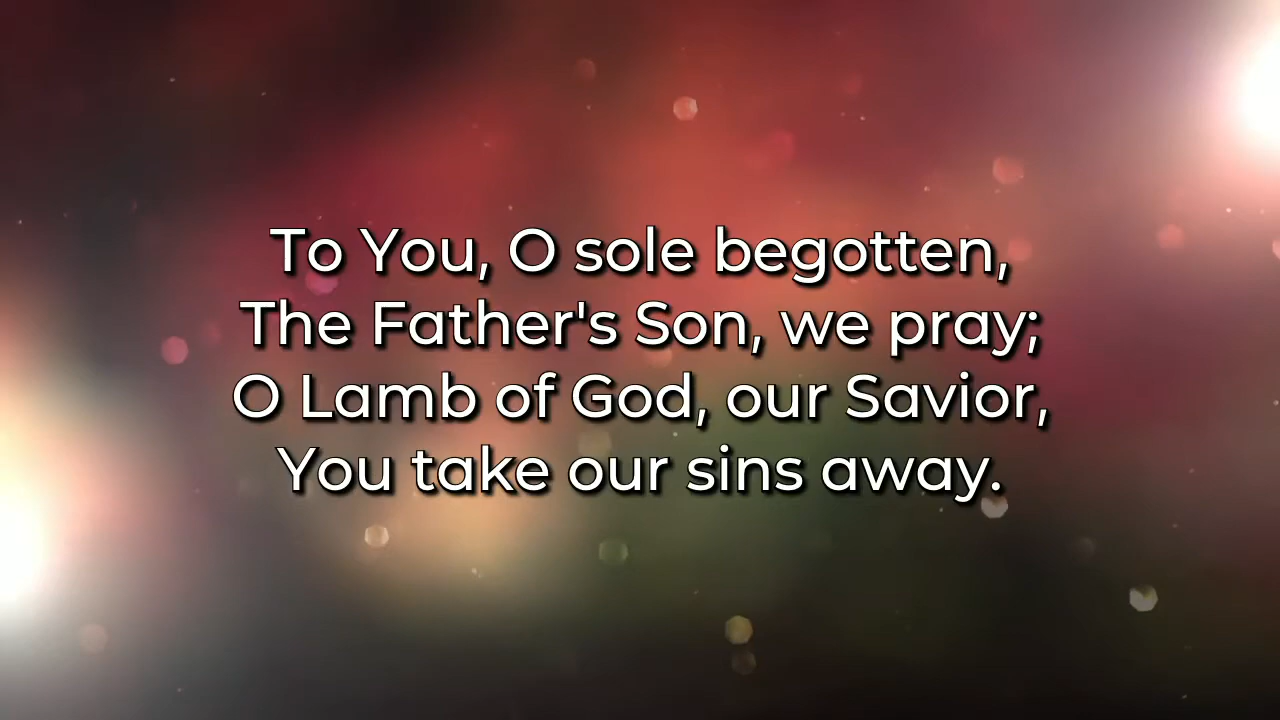 To You, O sole begotten,
The Father's Son, we pray;
O Lamb of God, our Savior,
You take our sins away.